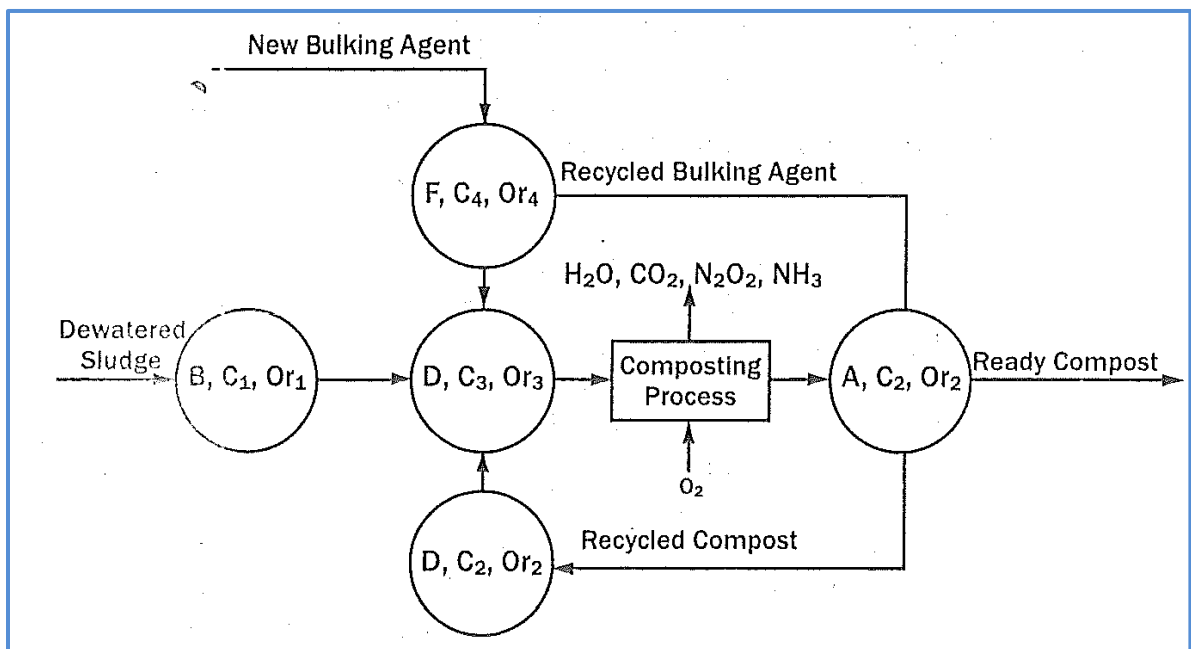 New Bulking Agent
F, C₄, Or₄
Recycled Bulking Agent
H₂O, CO₂, N₂O₂, NH₃
Dewatered
Sludge
B, C₁, Or₁
D, C₃, Or₃
Composting
Process
A, C₂, Or₂
Ready Compost
O₂
D, C₂, Or₂
Recycled Compost